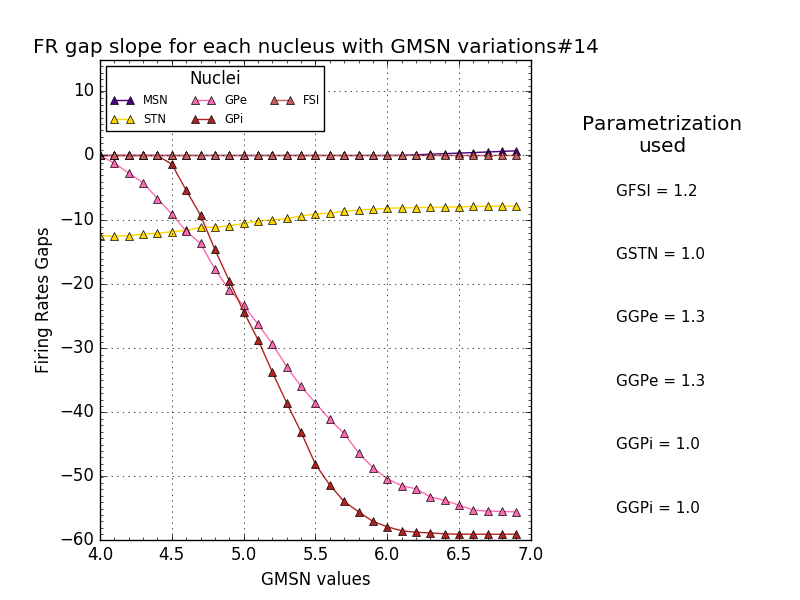 FR gap slope for each nucleus with GMSN variations#14
Nuclei
MSN GPe FSI
STN GPi
10
0
−10
−20
−30
−40
−50
−60
Firing Rates Gaps
4.0 4.5 5.0 5.5 6.0 6.5 7.0
GMSN values
Parametrization
used
GFSI = 1.2
GSTN = 1.0
GGPe = 1.3
GGPe = 1.3
GGPi = 1.0
GGPi = 1.0